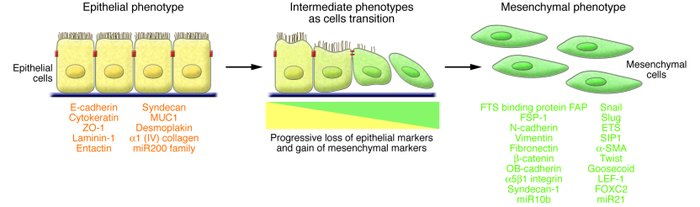 Epithelial phenotype
Intermediate phenotypes
as cells transition
Mesenchymal phenotype
Epithelial
cells
Mesenchymal
cells
E-cadherin
Cytokeratin
ZO-1
Laminin-1
Entactin
Syndecan
MUC1
Desmoplakin
α1 (IV) collagen
miR200 family
Progressive loss of epithelial markers
and gain of mesenchymal markers
FTS binding protein FAP
FSP-1
N-cadherin
Vimentin
Fibronectin
β-catenin
OB-cadherin
α5β1 integrin
Syndecan-1
miR10b
Snail
Slug
ETS
SIP1
α-SMA
Twist
Goosecoid
LEF-1
FOXC2
miR21